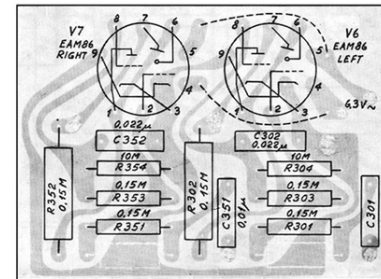 V7
EAM86
RIGHT
8 7 6
9 5
4
1 2 3
8 7 6
9 5
4
1 2 3
V6
EAM86
LEFT
6,3V~
0,022µ
C352
C302
0,022µ
10M
R354
0,15M
R353
0,15M
R351
R352
0,15M
R302
0,15M
C351
0,01µ
10M
R304
0,15M
R303
0,15M
R301
C301